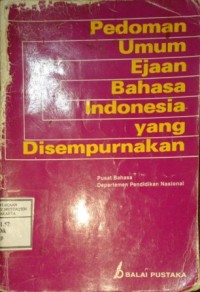 Pedoman
Umum
Ejaan
Bahasa
Indonesia
yang
Disempurnakan
Pusat Bahasa
Departemen Pendidikan Nasional
BALAI PUSTAKA